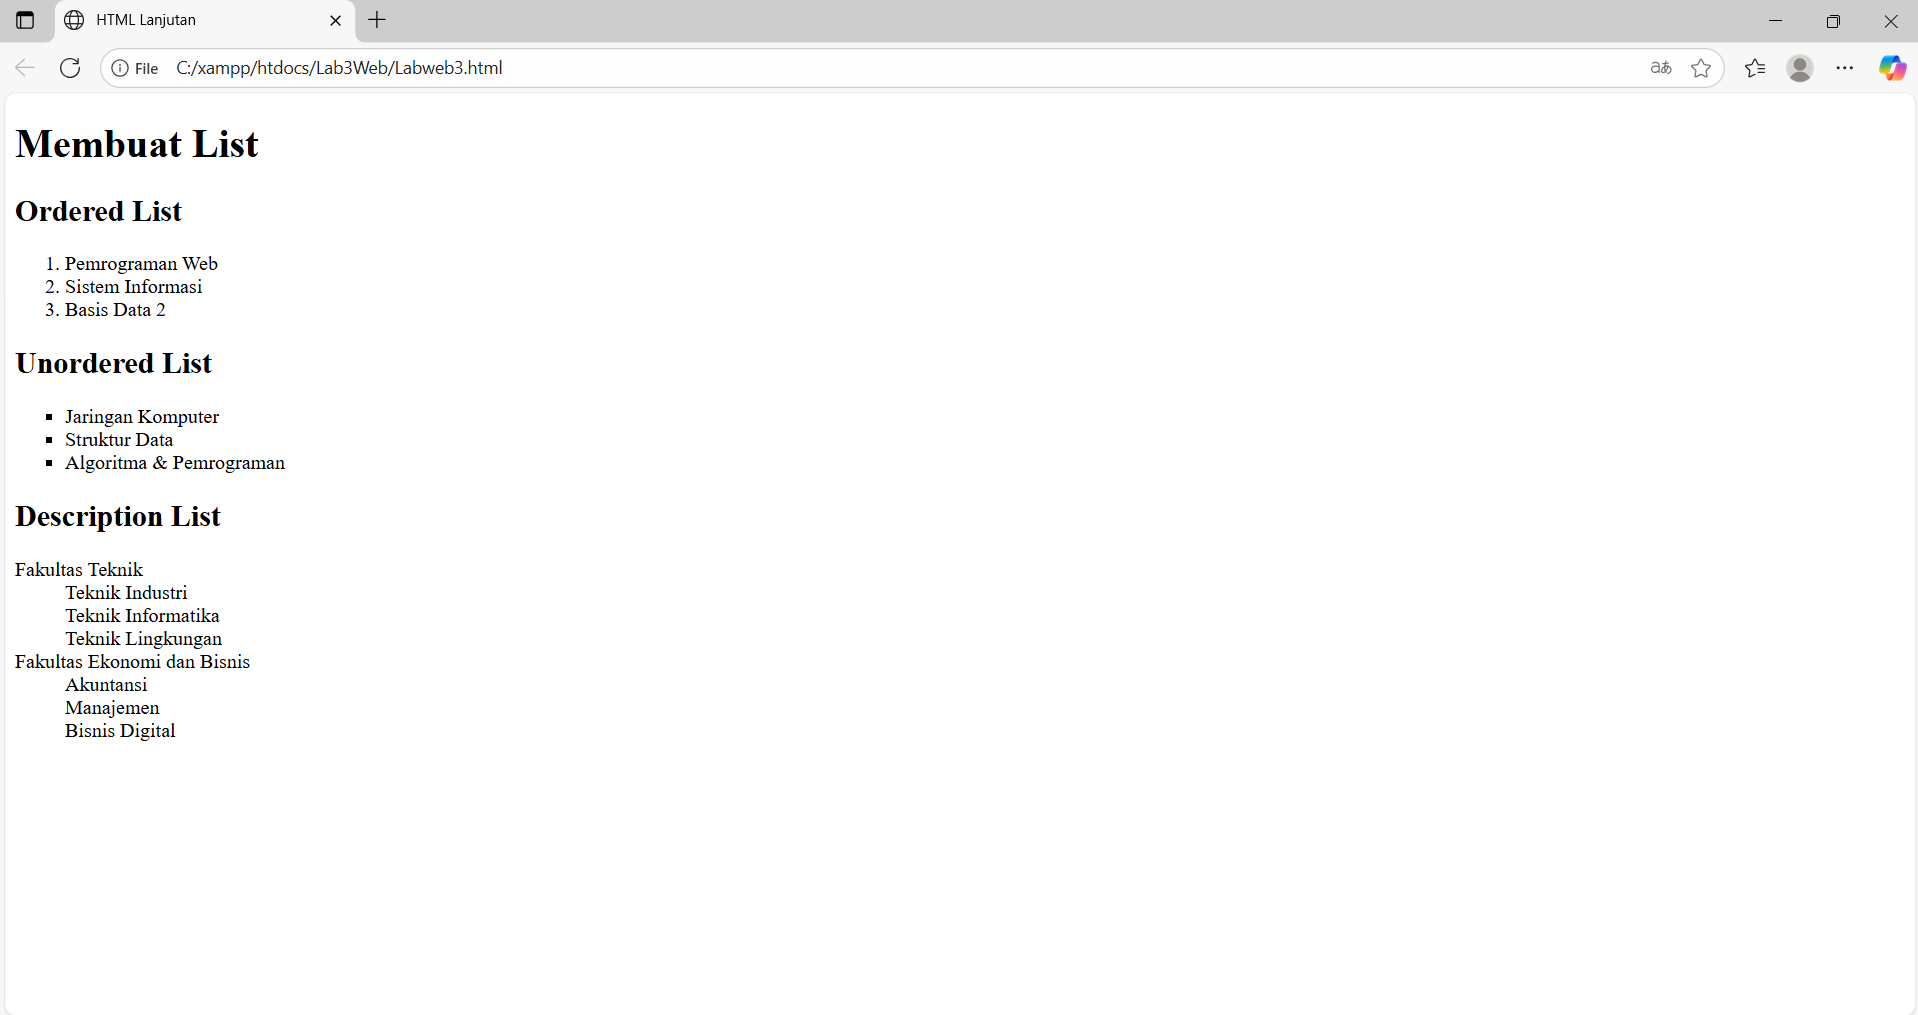 HTML Lanjutan
File C:/xampp/htdocs/Lab3Web/Labweb3.html aあ
Membuat List
Ordered List
1. Pemrograman Web
2. Sistem Informasi
3. Basis Data 2
Unordered List
▪ Jaringan Komputer
▪ Struktur Data
▪ Algoritma & Pemrograman
Description List
Fakultas Teknik
Teknik Industri
Teknik Informatika
Teknik Lingkungan
Fakultas Ekonomi dan Bisnis
Akuntansi
Manajemen
Bisnis Digital